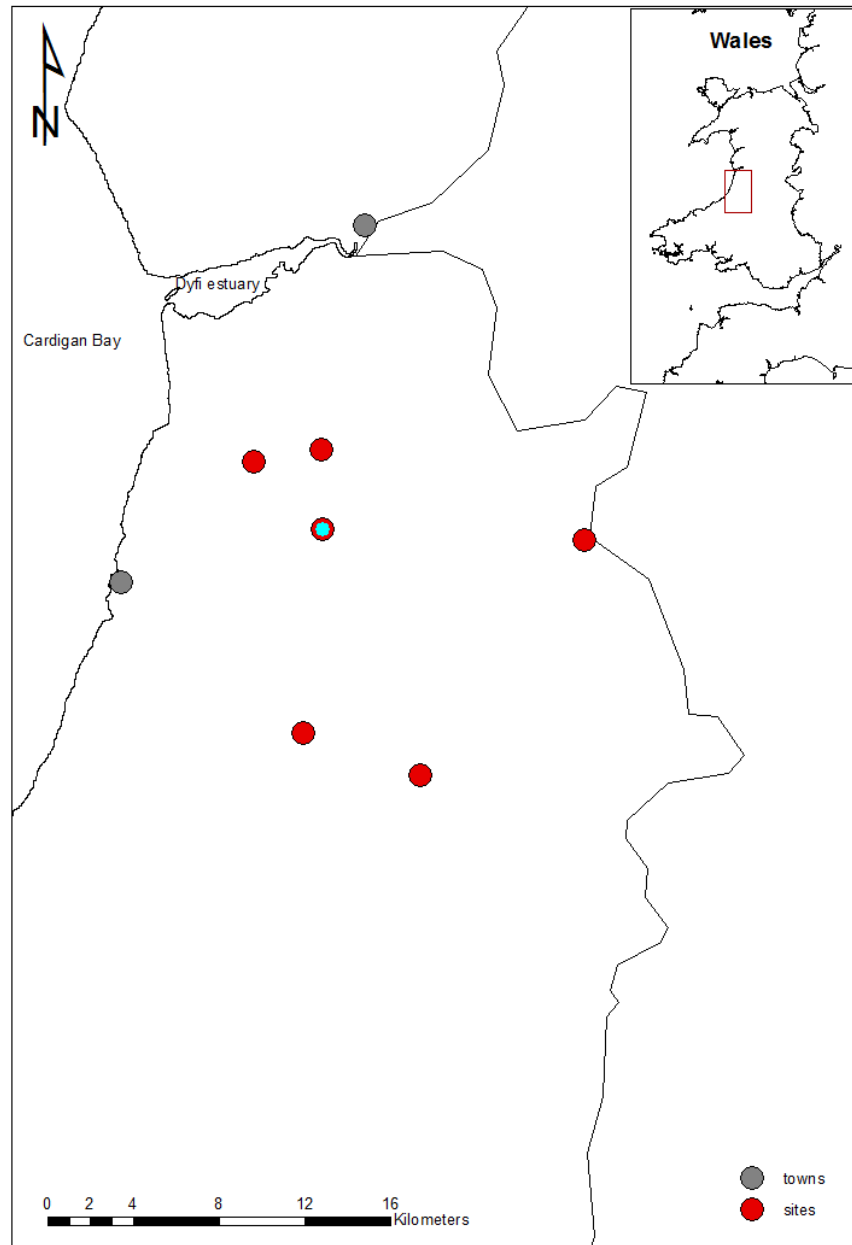 N
Wales
Dyfi estuary
Cardigan Bay
0 2 4 8 12 16
Kilometers
towns
sites